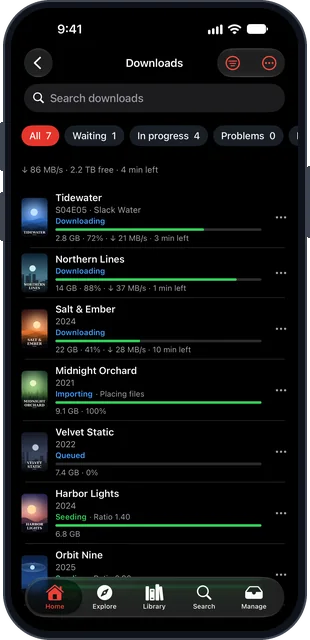 9:41
Downloads
Search downloads
All 7 Waiting 1 In progress 4 Problems 0
↓ 86 MB/s · 2.2 TB free · 4 min left
TIDEWATER
Tidewater
S04E05 · Slack Water
Downloading
2.8 GB · 72% · ↓ 21 MB/s · 3 min left
NORTHERN LINES
Northern Lines
Downloading
14 GB · 88% · ↓ 37 MB/s · 1 min left
SALT & EMBER
Salt & Ember
2024
Downloading
22 GB · 41% · ↓ 28 MB/s · 10 min left
MIDNIGHT ORCHARD
Midnight Orchard
2021
Importing · Placing files
9.1 GB · 100%
VELVET STATIC
Velvet Static
2022
Queued
7.4 GB · 0%
HARBOR LIGHTS
Harbor Lights
2024
Seeding · Ratio 1.40
6.8 GB
Orbit Nine
2025
Home Explore Library Search Manage